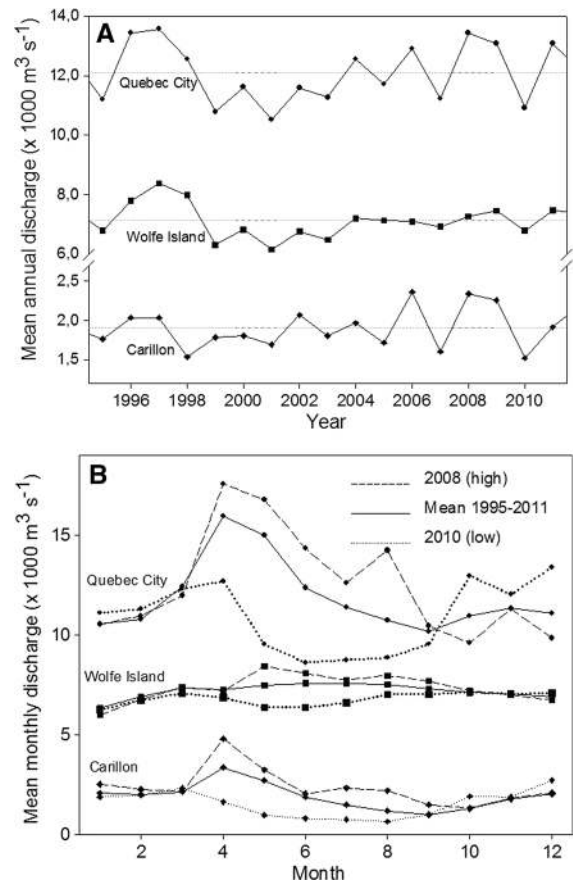 A
Mean annual discharge (x 1000 m³ s⁻¹)
14,0
12,0
10,0
8,0
6,0
2.5
2.0
1.5
Quebec City
Wolfe Island
Carillon
1996 1998 2000 2002 2004 2006 2008 2010
Year
B
Mean monthly discharge (x 1000 m³ s⁻¹)
15
10
5
0
2008 (high)
Mean 1995-2011
2010 (low)
Quebec City
Wolfe Island
Carillon
2 4 6 8 10 12
Month